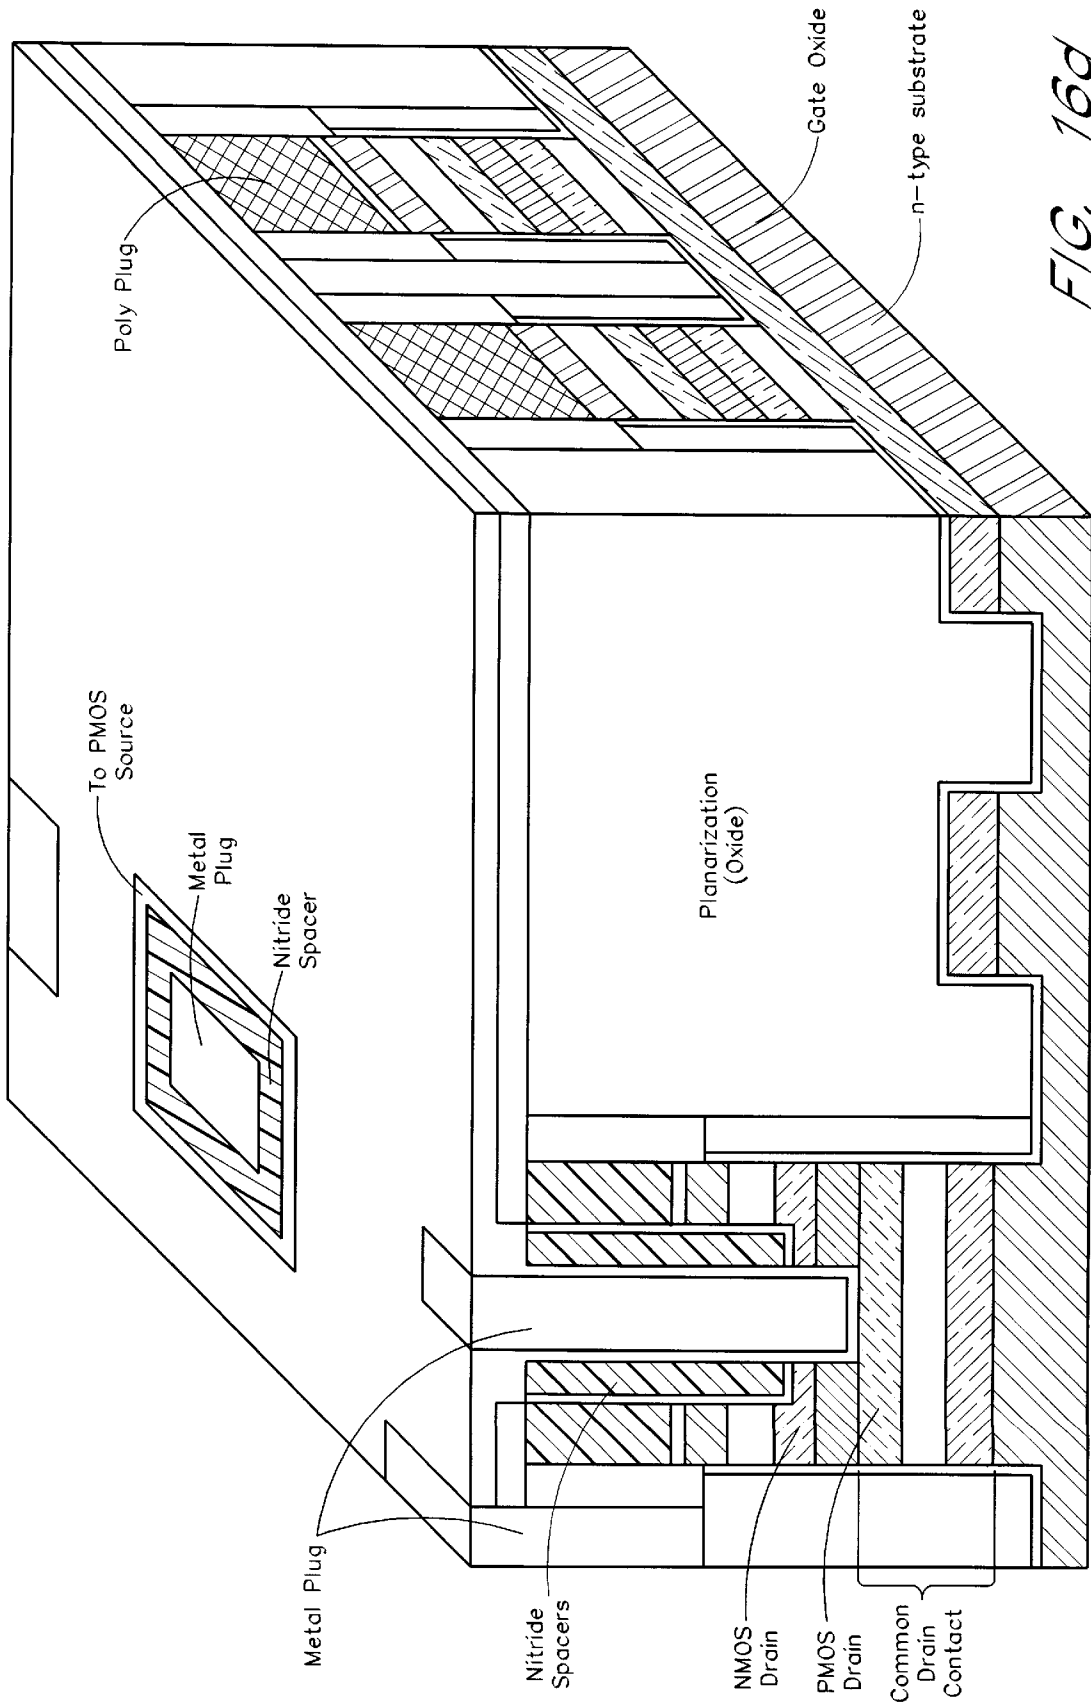 Poly Plug
To PMOS
Source
Metal
Plug
Nitride
Spacer
Gate Oxide
n-type substrate
Planarization
(Oxide)
Metal Plug
Nitride
Spacers
NMOS
Drain
PMOS
Drain
Common
Drain
Contact
FIG. 16d